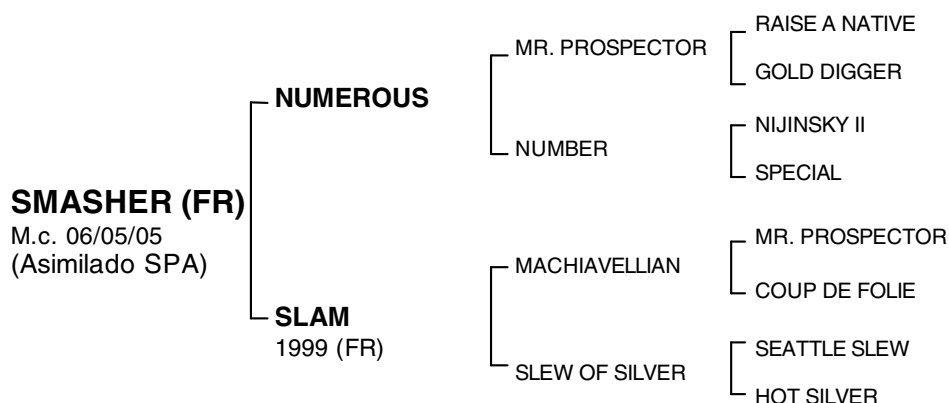 SMASHER (FR)
M.c. 06/05/05
(Asimilado SPA)
NUMEROUS
SLAM
1999 (FR)
MR. PROSPECTOR
NUMBER
MACHIAVELLIAN
SLEW OF SILVER
RAISE A NATIVE
GOLD DIGGER
NIJINSKY II
SPECIAL
MR. PROSPECTOR
COUP DE FOLIE
SEATTLE SLEW
HOT SILVER